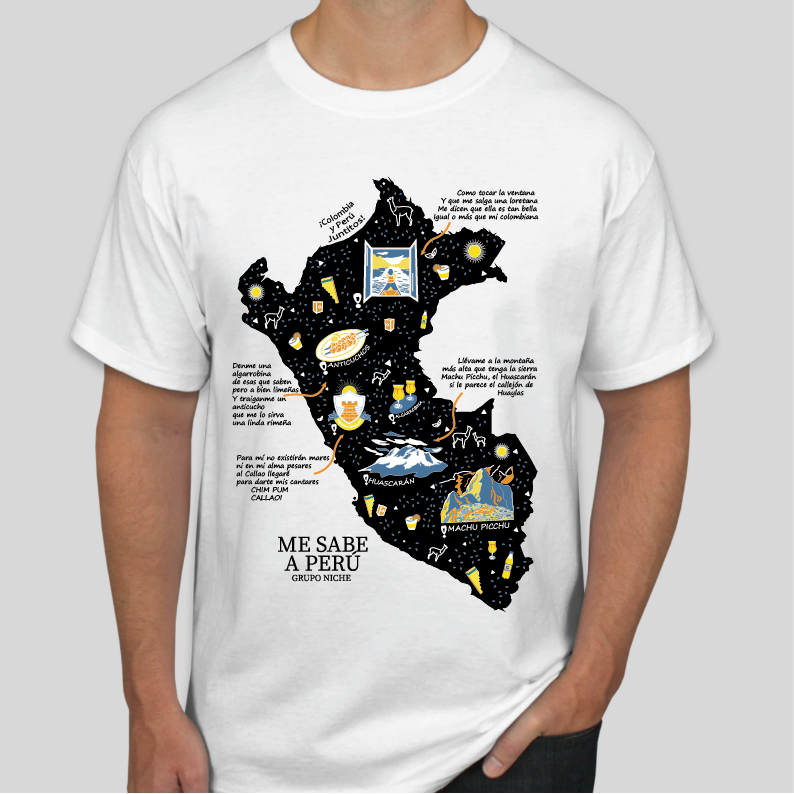 ¡Colombia
y Perú
Juntitos!
Como tocar la ventana
Y que me salga una loretana
Me dicen que ella es tan bella
igual o más que mi colombiana
ANTICUCHOS
Denme una
algarrobina
de esas que saben
pero a bien limeñas
Y traiganme un
anticucho
que me lo sirva
una linda rimeña
ALGARROBINA
Llévame a la montaña
más alta que tenga la sierra
Machu Picchu, el Huascarán
si le parece el callejón de
Huaylas
Para mí no existirán mares
ni en mi alma pesares
al Callao llegaré
para darte mis cantares
CHIM PUM
CALLAO!
HUASCARÁN
MACHU PICCHU
ME SABE
A PERÚ
GRUPO NICHE